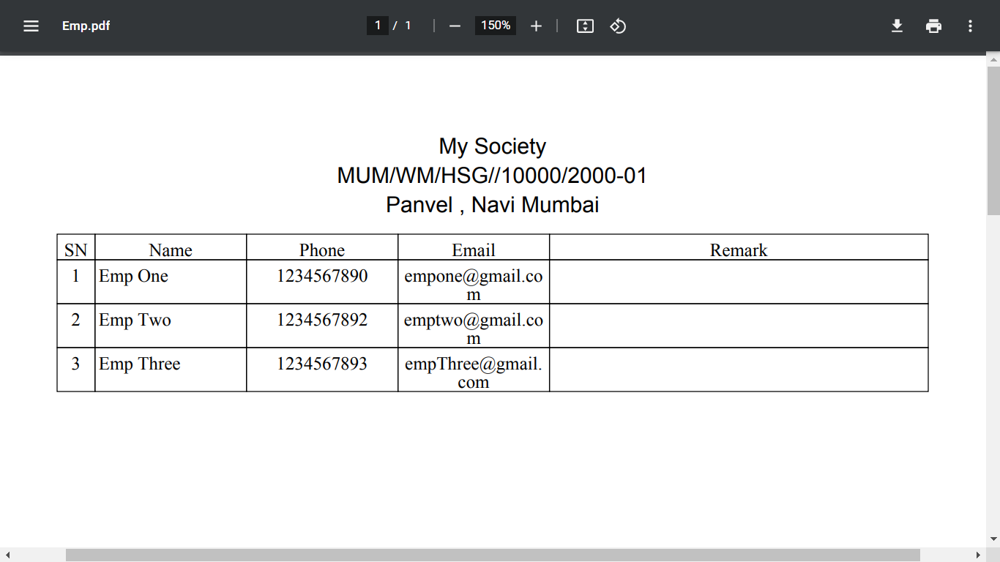 Emp.pdf 1 / 1 150%
My Society
MUM/WM/HSG//10000/2000-01
Panvel , Navi Mumbai
SN Name Phone Email Remark
1 Emp One 1234567890 empone@gmail.co
m
2 Emp Two 1234567892 emptwo@gmail.co
m
3 Emp Three 1234567893 empThree@gmail.
com